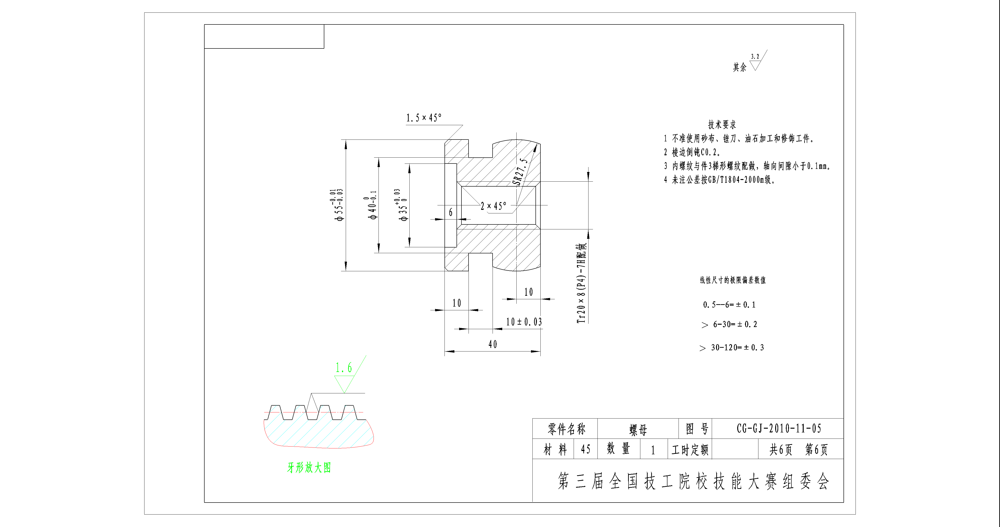 其余 3.2
1.5×45°
技术要求
1 不准使用砂布、锉刀、油石加工和修饰工件。
2 棱边倒钝C0.2。
3 内螺纹与件3梯形螺纹配做，轴向间隙小于0.1mm。
4 未注公差按GB/T1804-2000m级。
φ55-0.01 -0.03
φ40 0 -0.1
φ35+0.03 0
SR27.5
6
2×45°
Tr20×8(P4)-7H配做
10
10
10±0.03
40
线性尺寸的极限偏差数值
0.5--6=±0.1
> 6-30=±0.2
> 30-120=±0.3
1.6
牙形放大图
零件名称 螺母 图 号 CG-GJ-2010-11-05
材 料 45 数 量 1 工时定额 共6页 第6页
第三届全国技工院校技能大赛组委会